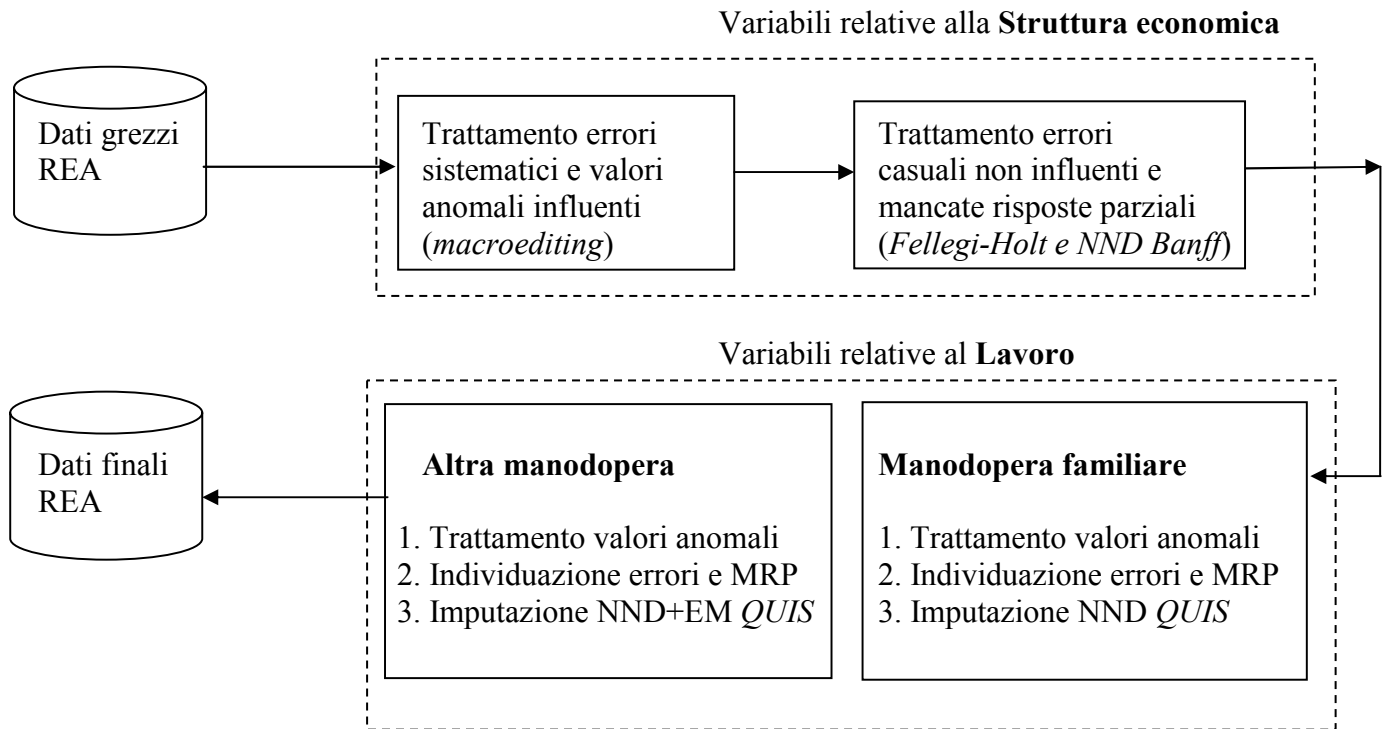 Variabili relative alla Struttura economica
Dati grezzi
REA
Trattamento errori
sistematici e valori
anomali influenti
(macroediting)
Trattamento errori
casuali non influenti e
mancate risposte parziali
(Fellegi-Holt e NND Banff)
Variabili relative al Lavoro
Dati finali
REA
Altra manodopera
1. Trattamento valori anomali
2. Individuazione errori e MRP
3. Imputazione NND+EM QUIS
Manodopera familiare
1. Trattamento valori anomali
2. Individuazione errori e MRP
3. Imputazione NND QUIS